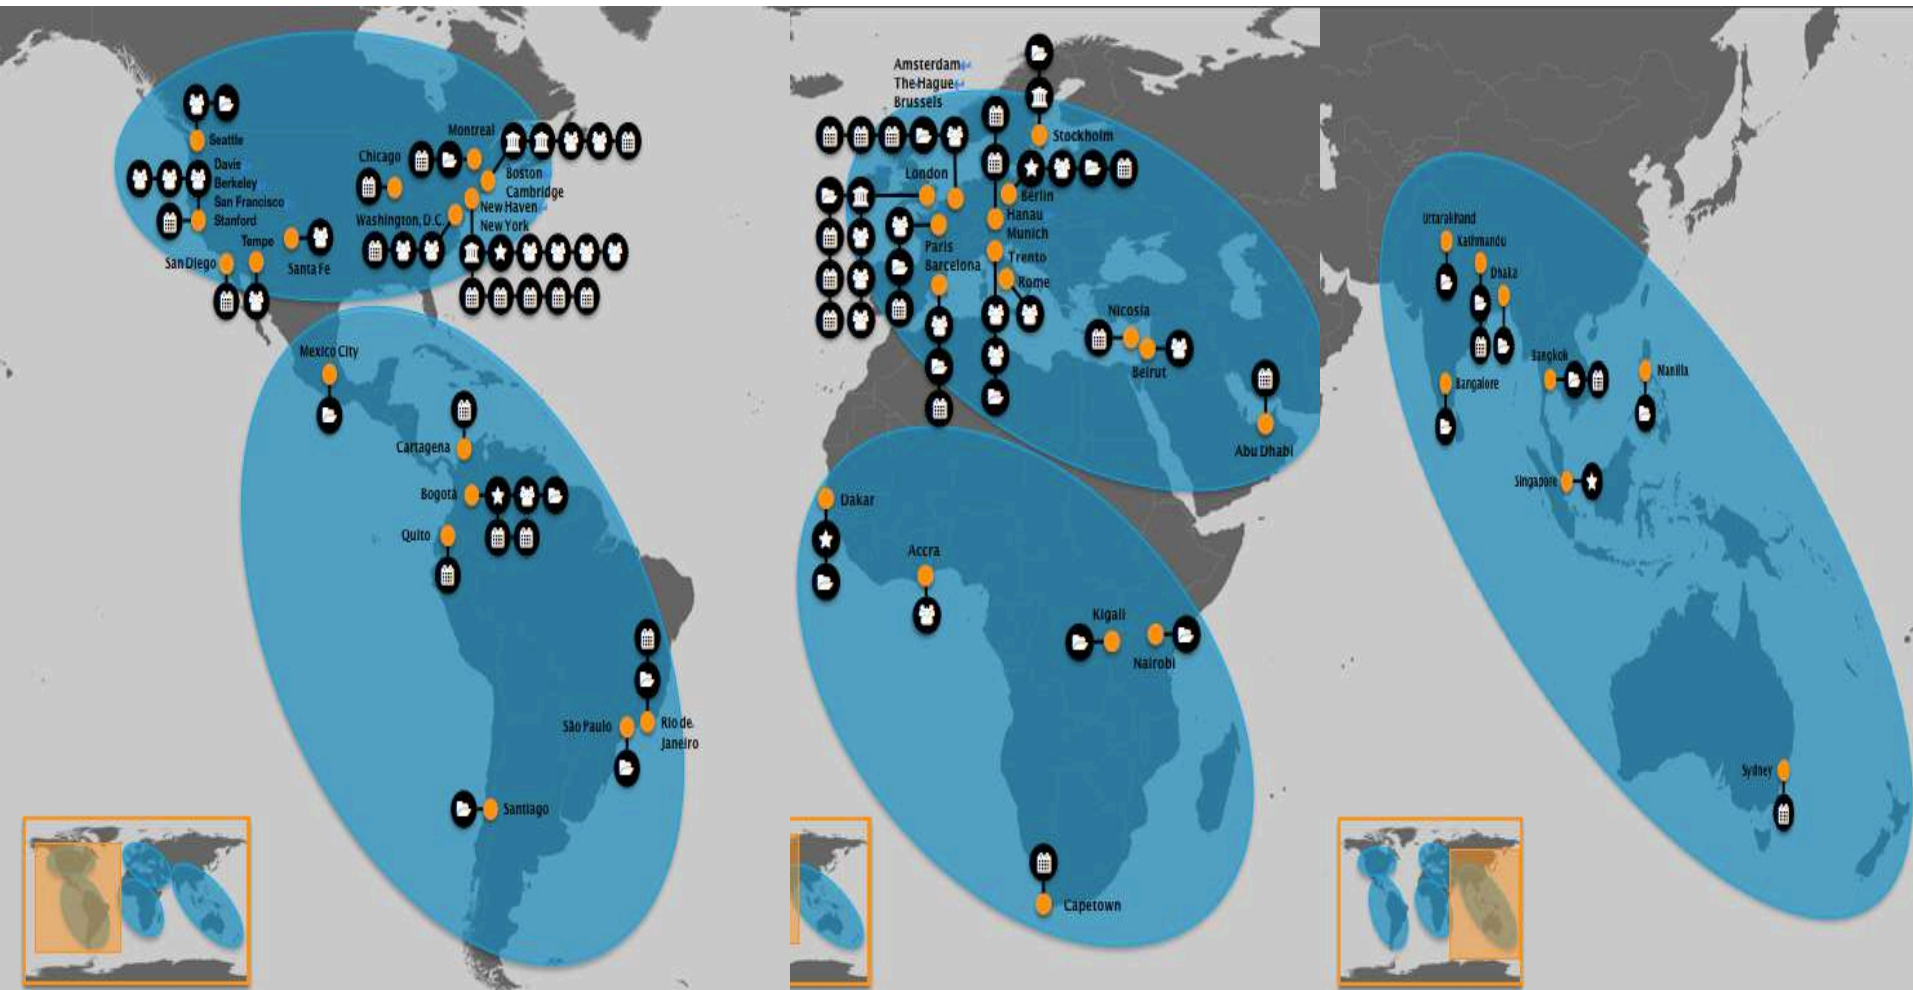 Seattle
Davis
Berkeley
San Francisco
Stanford
Tempe
San Diego
Santa Fe
Chicago
Montreal
Boston
Cambridge
New Haven
New York
Washington, D.C.
Mexico City
Cartagena
Bogotá
Quito
São Paulo
Rio de
Janeiro
Santiago
Amsterdam
The Hague
Brussels
London
Paris
Barcelona
Stockholm
Berlin
Hanau
Munich
Trento
Rome
Nicosia
Beirut
Abu Dhabi
Dakar
Accra
Kigali
Nairobi
Capetown
Uttarakhand
Kathmandu
Dhaka
Bangalore
Bangkok
Manilla
Singapore
Sydney